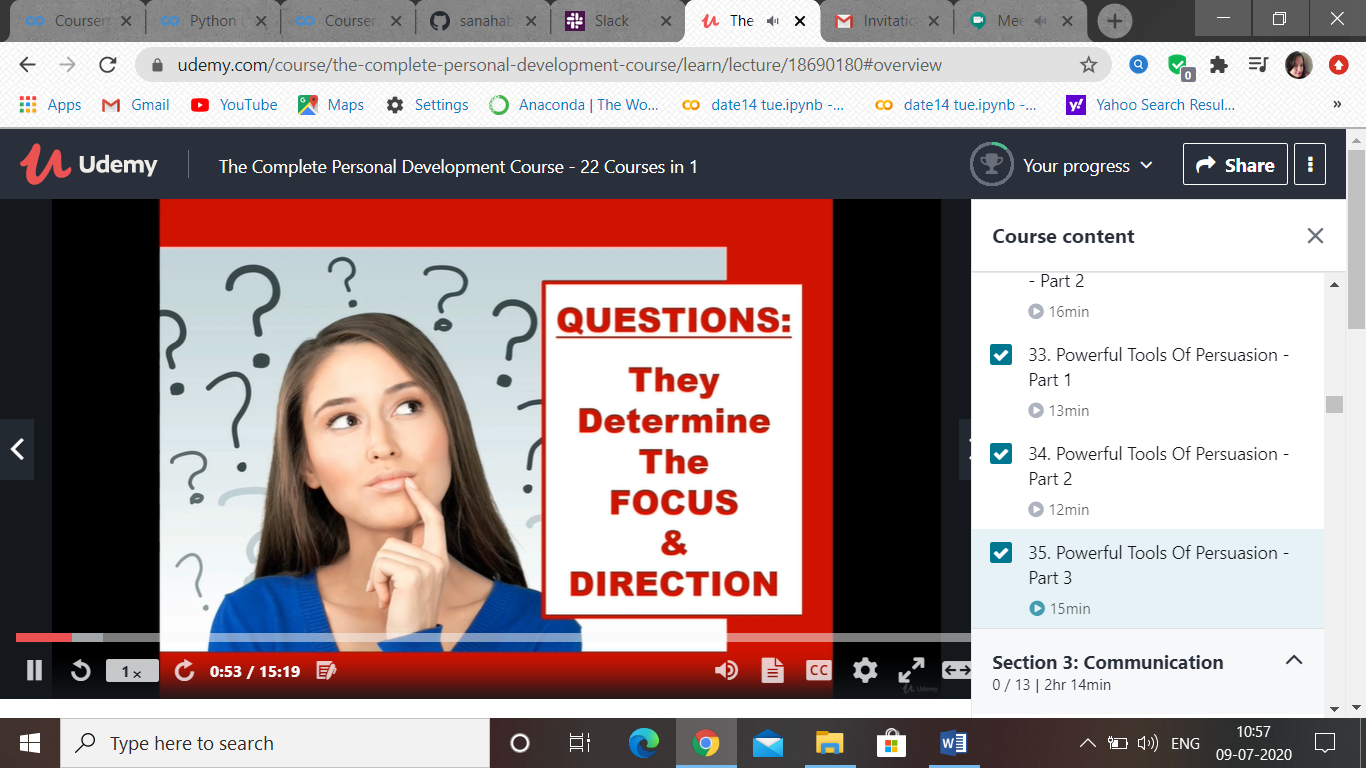 Courser
Python
Courser
sanahab
Slack
The
Invitatio
Mee
udemy.com/course/the-complete-personal-development-course/learn/lecture/18690180#overview
0
Apps
Gmail
YouTube
Maps
Settings
Anaconda | The Wo...
date14 tue.ipynb -...
date14 tue.ipynb -...
Yahoo Search Resul...
»
Udemy
The Complete Personal Development Course - 22 Courses in 1
Your progress
Share
QUESTIONS:
They
Determine
The
FOCUS
&
DIRECTION
1x
0:53 / 15:19
CC
Udemy
Course content
- Part 2
16min
33. Powerful Tools Of Persuasion -
Part 1
13min
34. Powerful Tools Of Persuasion -
Part 2
12min
35. Powerful Tools Of Persuasion -
Part 3
15min
Section 3: Communication
0 / 13 | 2hr 14min
Type here to search
ENG
10:57
09-07-2020